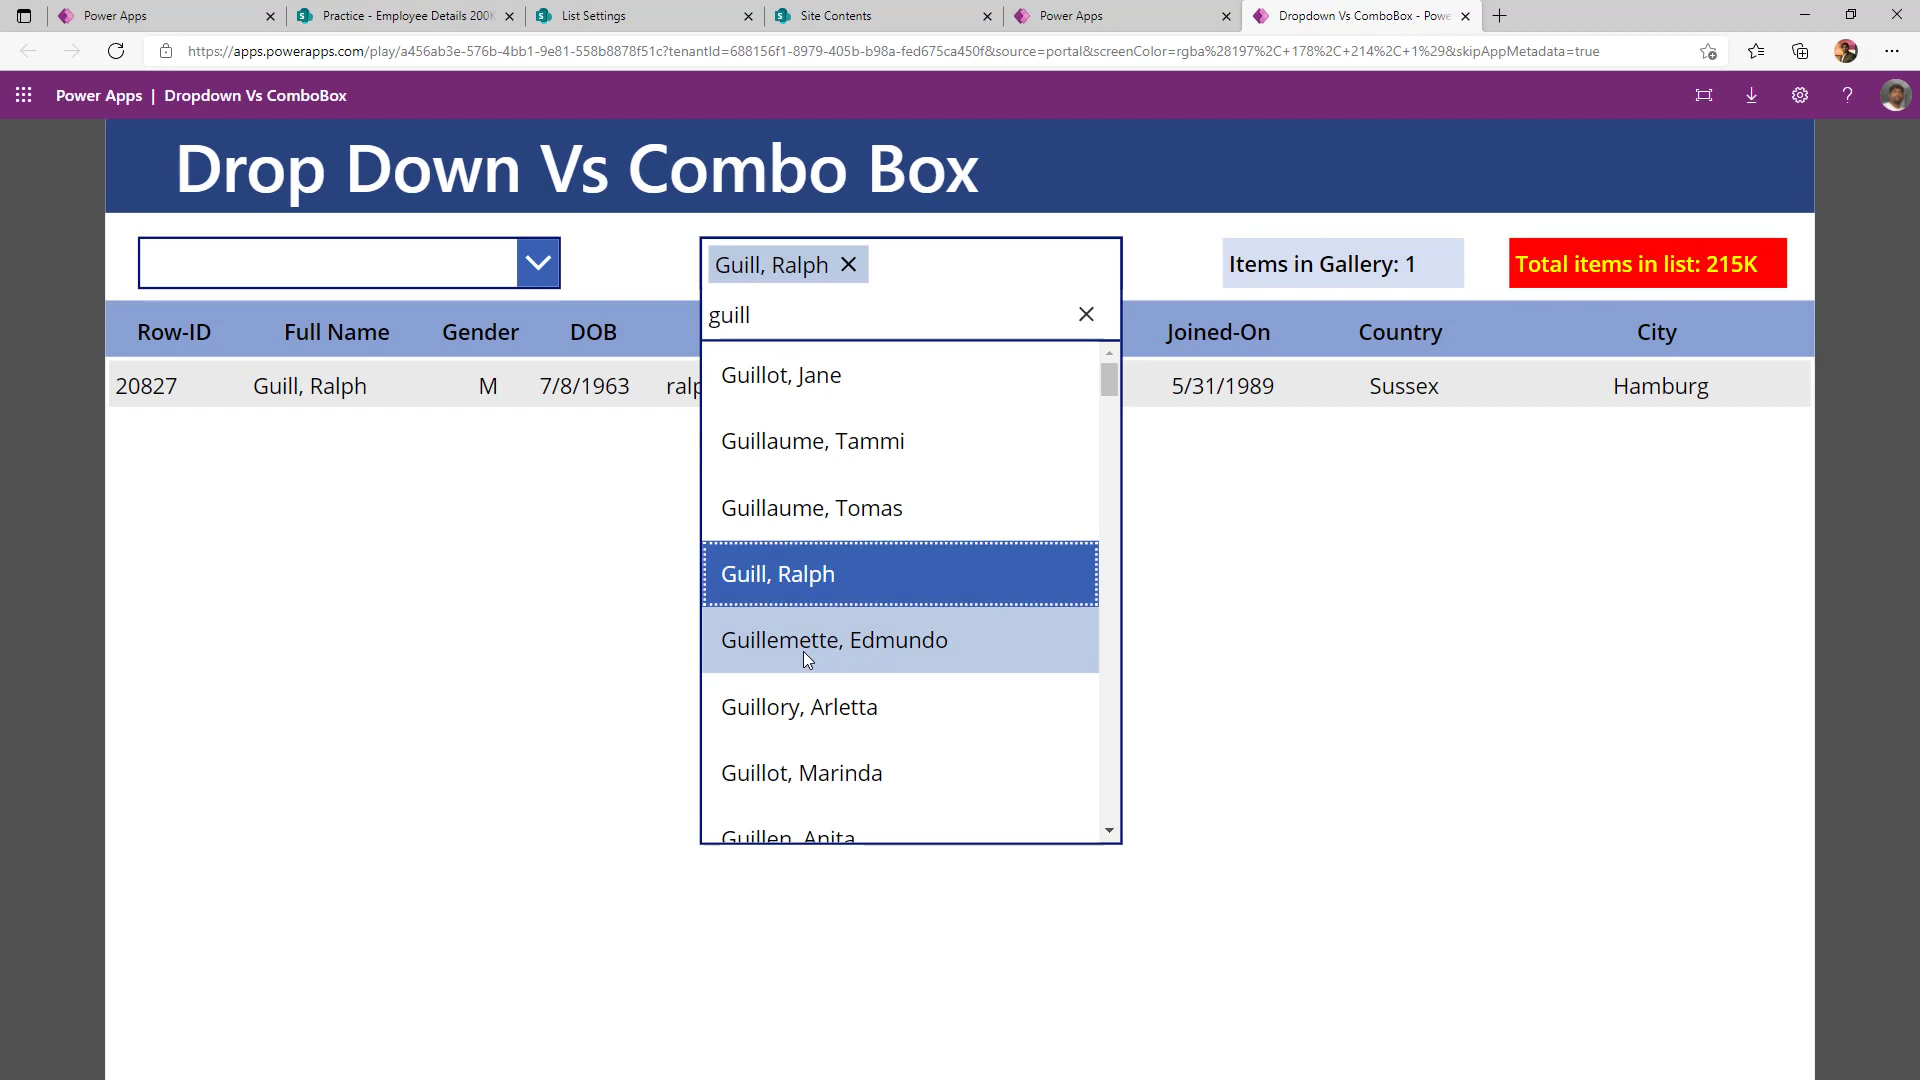 Power Apps
Practice - Employee Details 200K
List Settings
Site Contents
Power Apps
Dropdown Vs ComboBox - Powe
https://apps.powerapps.com/play/a456ab3e-576b-4bb1-9e81-558b8878f51c?tenantId=688156f1-8979-405b-b98a-fed675ca450f&source=portal&screenColor=rgba%28197%2C+178%2C+214%2C+1%29&skipAppMetadata=true
Power Apps | Dropdown Vs ComboBox
Drop Down Vs Combo Box
Guill, Ralph
Items in Gallery: 1
Total items in list: 215K
guill
Row-ID Full Name Gender DOB Joined-On Country City
20827 Guill, Ralph M 7/8/1963 ralp 5/31/1989 Sussex Hamburg
Guillot, Jane
Guillaume, Tammi
Guillaume, Tomas
Guill, Ralph
Guillemette, Edmundo
Guillory, Arletta
Guillot, Marinda
Guillen, Anita